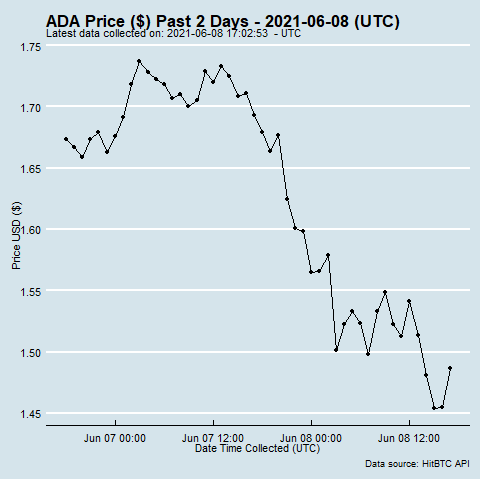 ADA Price ($) Past 2 Days - 2021-06-08 (UTC)
Latest data collected on: 2021-06-08 17:02:53 - UTC
1.75
1.70
1.65
1.60
1.55
1.50
1.45
Price USD ($)
Jun 07 00:00 Jun 07 12:00 Jun 08 00:00 Jun 08 12:00
Date Time Collected (UTC)
Data source: HitBTC API